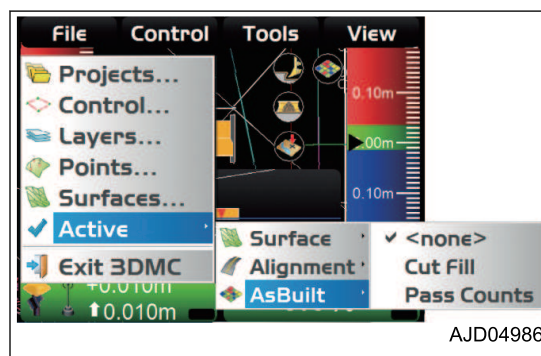 File Control Tools View
Projects...
Control...
Layers...
Points...
Surfaces...
Active
Exit 3DMC
Surface
Alignment
AsBuilt
<none>
Cut Fill
Pass Counts
0.10m
.00m
0.10m
+0.010m
0.010m
AJD04986